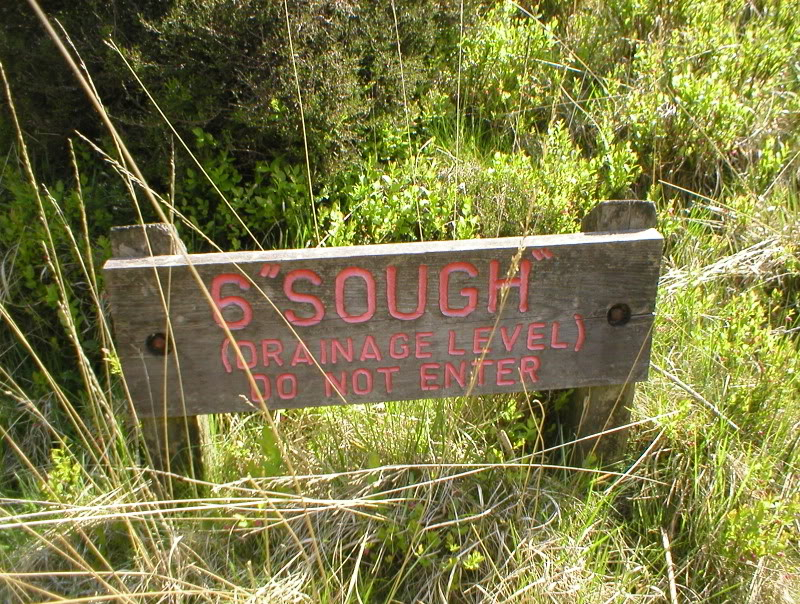 6 "SOUGH"
(DRAINAGE LEVEL)
DO NOT ENTER